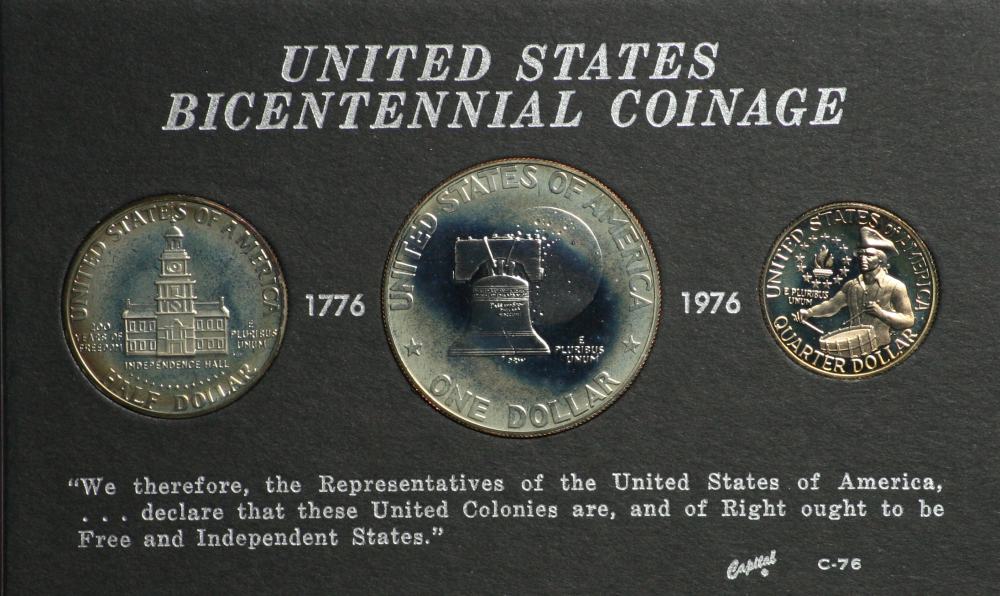 UNITED STATES
BICENTENNIAL COINAGE
UNITED STATES OF AMERICA
200
YEARS OF
FREEDOM
E
PLURIBUS
UNUM
INDEPENDENCE HALL
HALF DOLLAR
1776
UNITED STATES OF AMERICA
E
PLURIBUS
UNUM
ONE DOLLAR
1976
UNITED STATES OF AMERICA
E PLURIBUS
UNUM
QUARTER DOLLAR
“We therefore, the Representatives of the United States of America,
. . . declare that these United Colonies are, and of Right ought to be
Free and Independent States.”
Capital
C-76